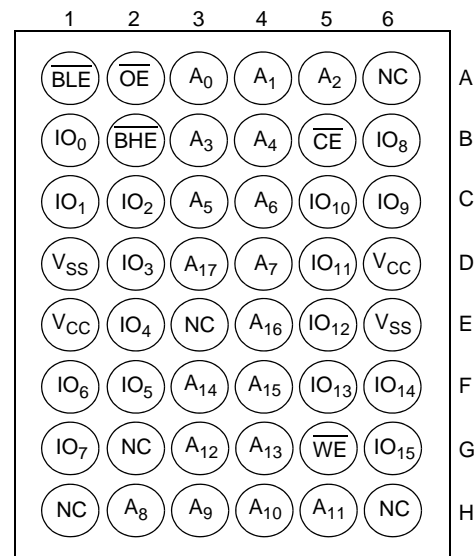 1 2 3 4 5 6
BLE OE A0 A1 A2 NC A
IO0 BHE A3 A4 CE IO8 B
IO1 IO2 A5 A6 IO10 IO9 C
VSS IO3 A17 A7 IO11 VCC D
VCC IO4 NC A16 IO12 VSS E
IO6 IO5 A14 A15 IO13 IO14 F
IO7 NC A12 A13 WE IO15 G
NC A8 A9 A10 A11 NC H